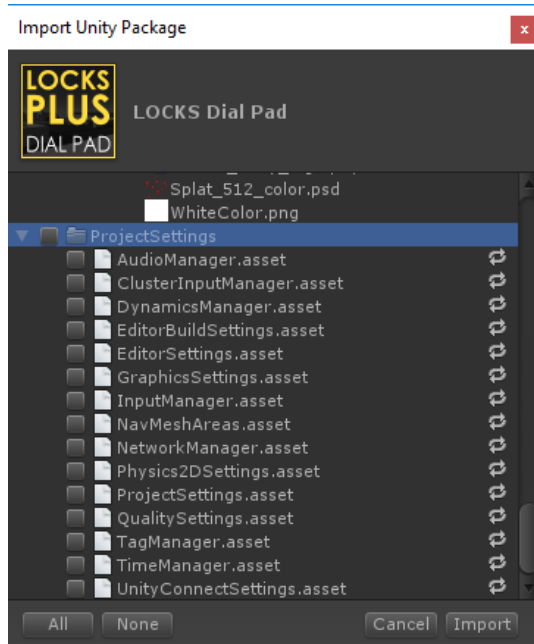 Import Unity Package
x
LOCKS
PLUS
DIAL PAD
LOCKS Dial Pad
Splat_512_color.psd
WhiteColor.png
ProjectSettings
AudioManager.asset
ClusterInputManager.asset
DynamicsManager.asset
EditorBuildSettings.asset
EditorSettings.asset
GraphicsSettings.asset
InputManager.asset
NavMeshAreas.asset
NetworkManager.asset
Physics2DSettings.asset
ProjectSettings.asset
QualitySettings.asset
TagManager.asset
TimeManager.asset
UnityConnectSettings.asset
All None Cancel Import